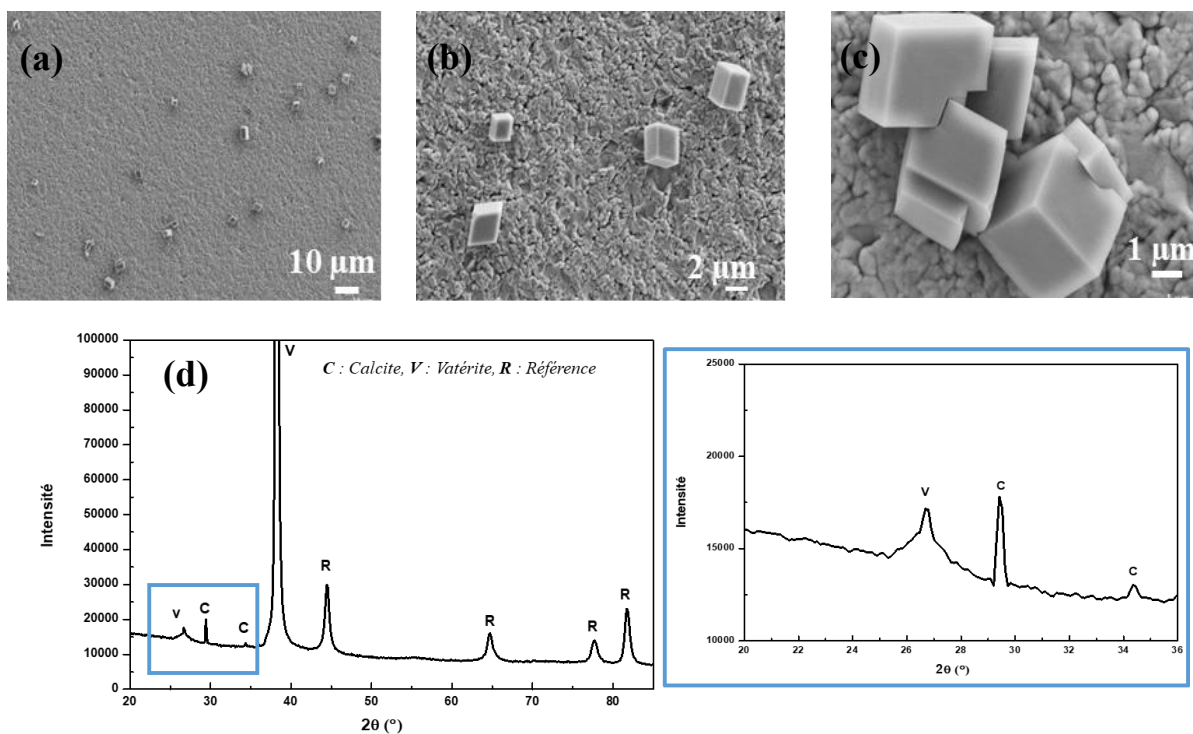 (a)
10 µm
(b)
2 µm
(c)
1 µm
(d)
C : Calcite, V : Vatérite, R : Référence
V
V
C
C
R
R
R
R
100000
90000
80000
70000
60000
50000
40000
30000
20000
10000
0
Intensité
20 30 40 50 60 70 80
2θ (°)
25000
20000
15000
10000
Intensité
V
C
C
20 22 24 26 28 30 32 34 36
2θ (°)